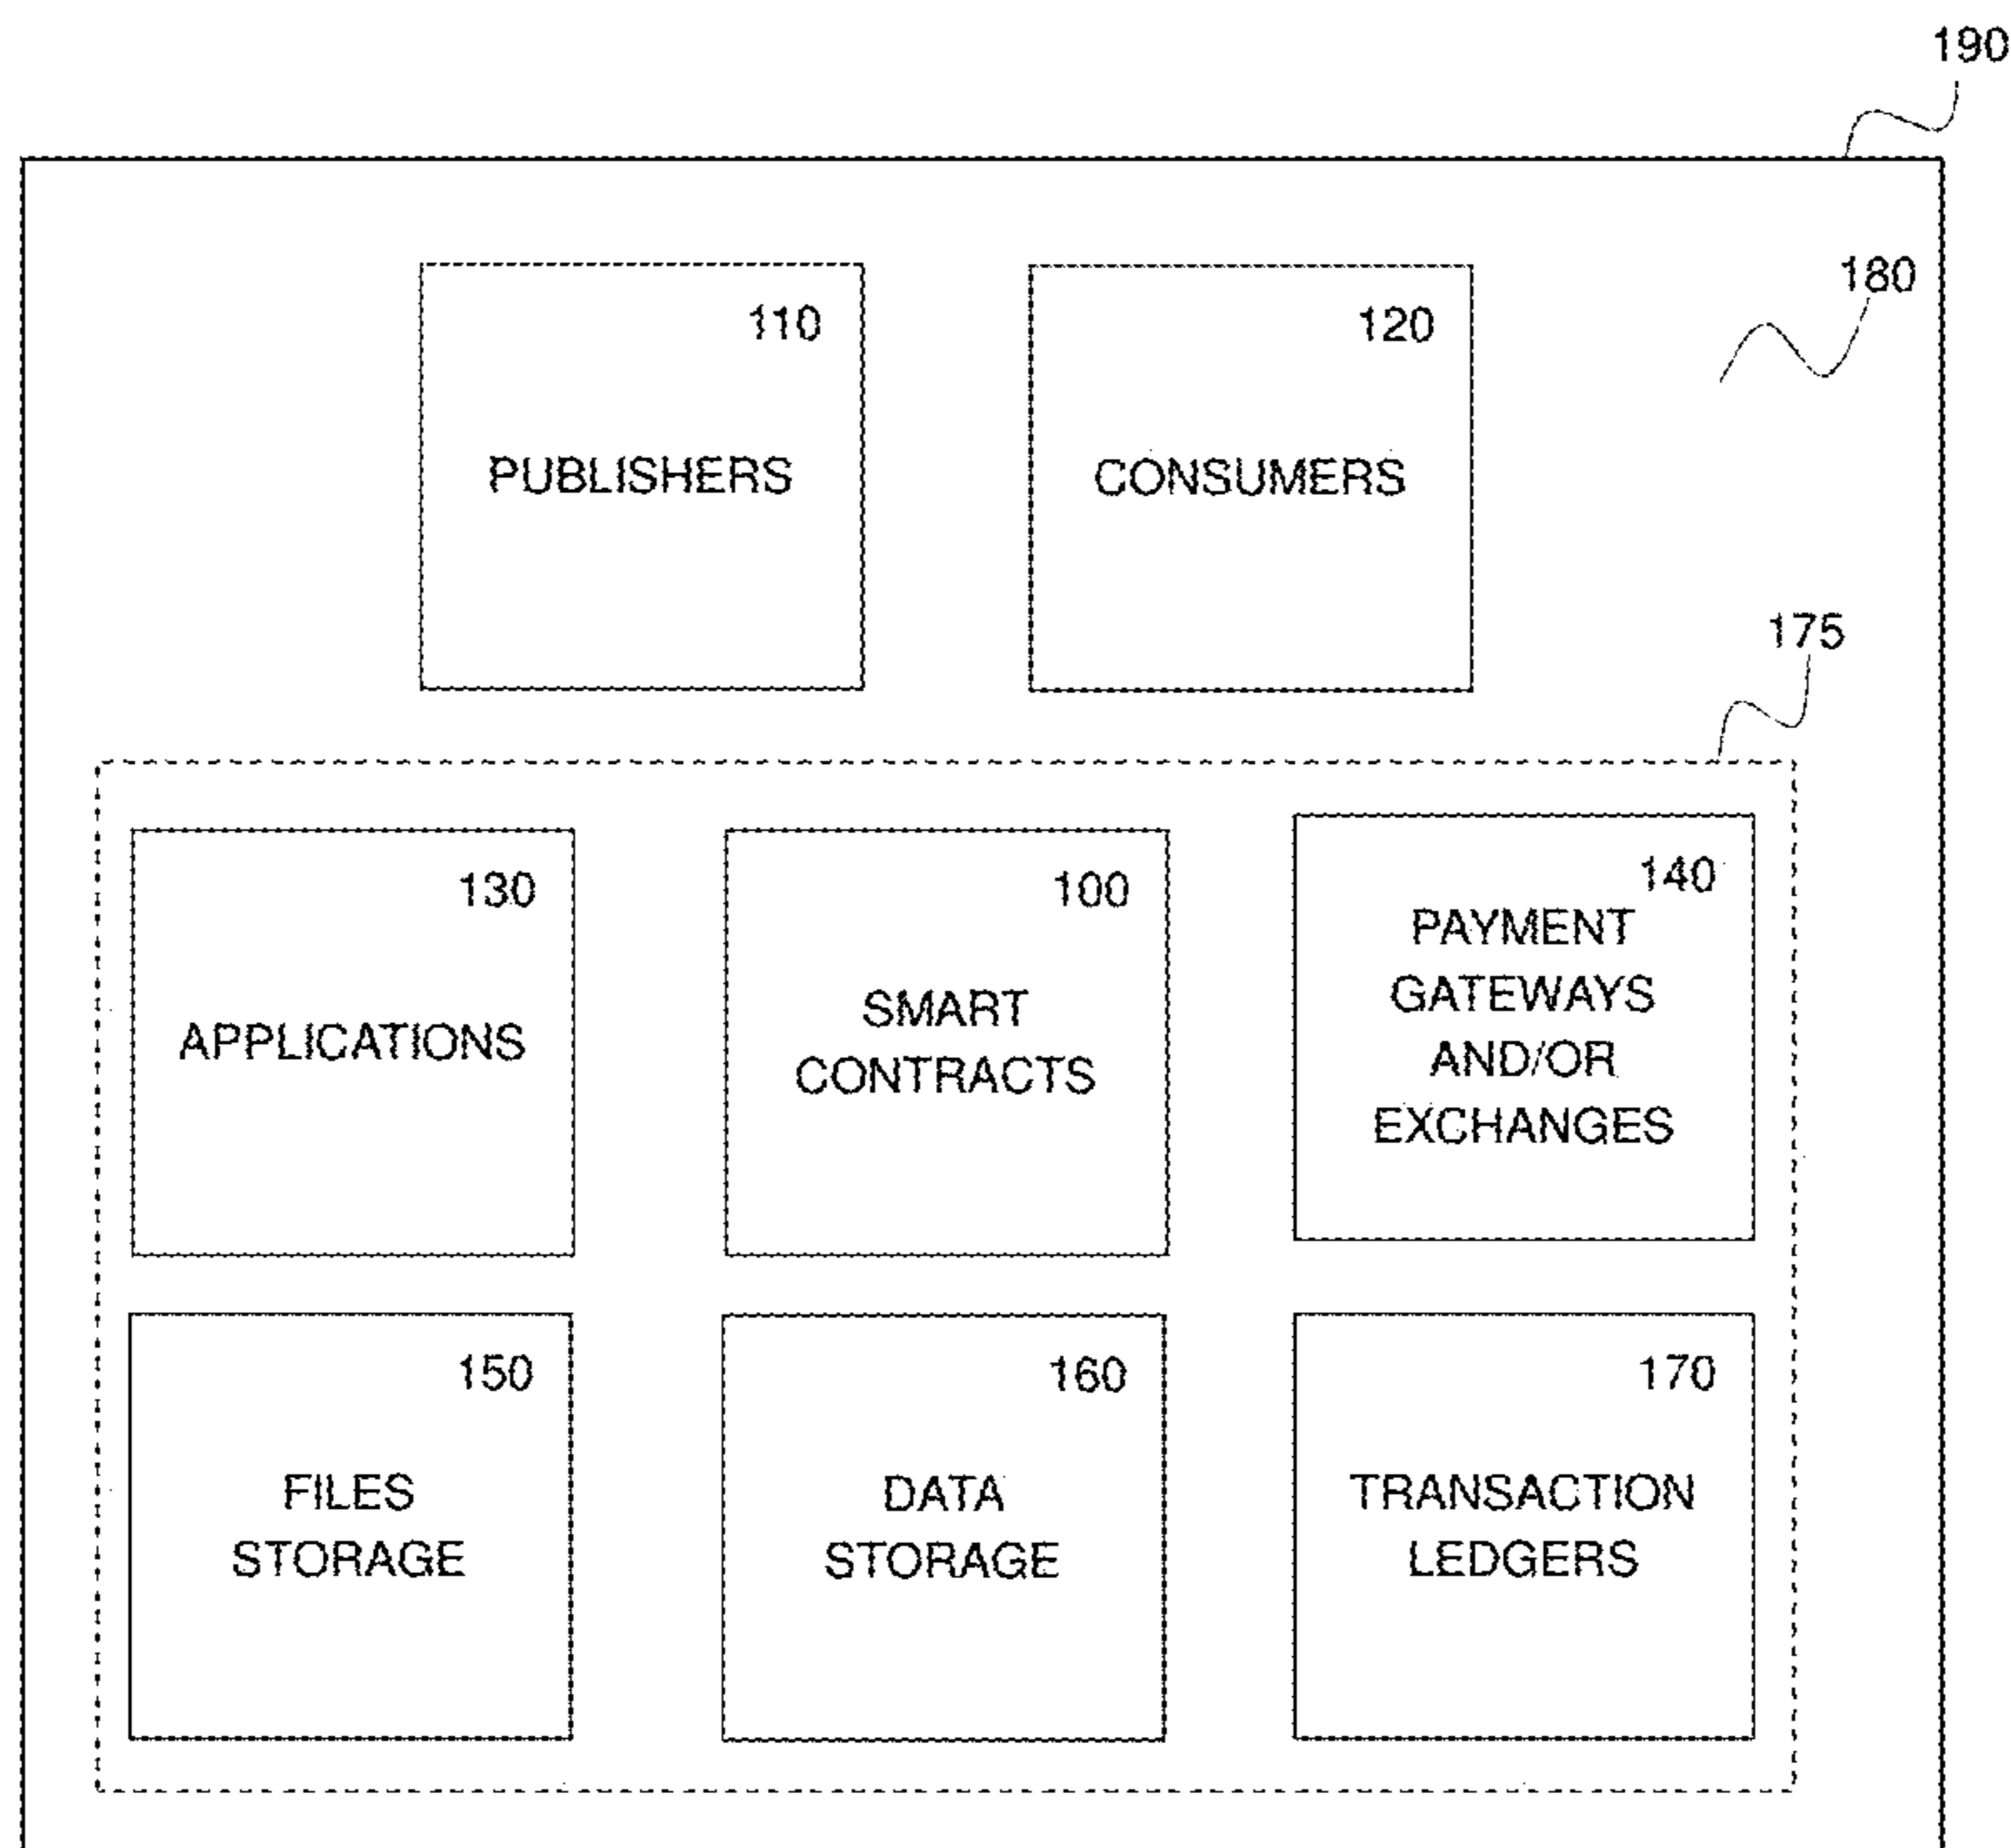 190
180
110
PUBLISHERS
120
CONSUMERS
175
130
APPLICATIONS
100
SMART
CONTRACTS
140
PAYMENT
GATEWAYS
AND/OR
EXCHANGES
150
FILES
STORAGE
160
DATA
STORAGE
170
TRANSACTION
LEDGERS